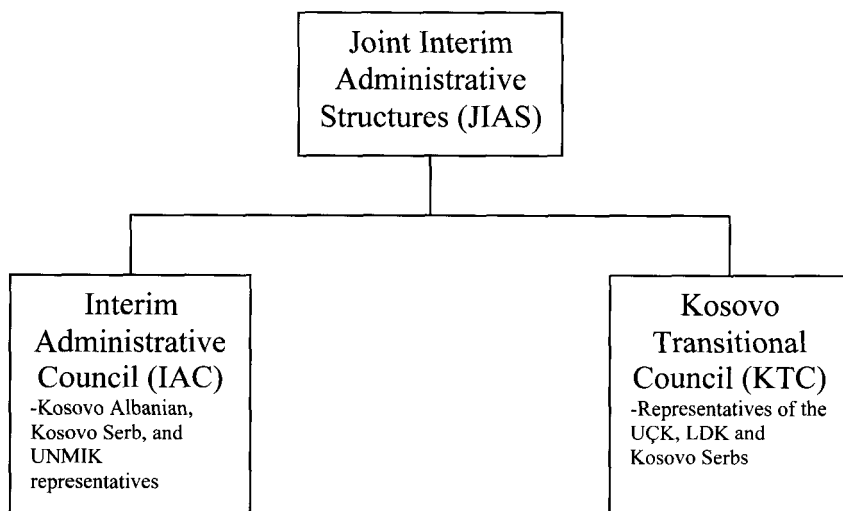 Joint Interim
Administrative
Structures (JIAS)
Interim
Administrative
Council (IAC)
-Kosovo Albanian,
Kosovo Serb, and
UNMIK
representatives
Kosovo
Transitional
Council (KTC)
-Representatives of the
UÇK, LDK and
Kosovo Serbs